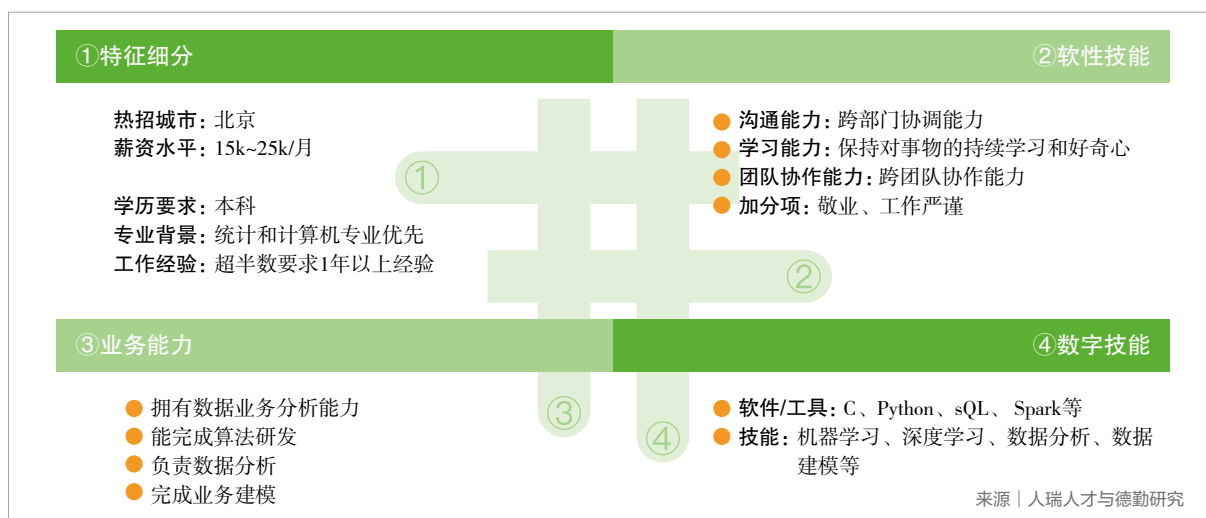 ①特征细分
热招城市：北京
薪资水平：15k~25k/月
学历要求：本科
专业背景：统计和计算机专业优先
工作经验：超半数要求1年以上经验
①
②软性技能
沟通能力：跨部门协调能力
学习能力：保持对事物的持续学习和好奇心
团队协作能力：跨团队协作能力
加分项：敬业、工作严谨
②
③业务能力
拥有数据业务分析能力
能完成算法研发
负责数据分析
完成业务建模
③
④数字技能
软件/工具：C、Python、sQL、 Spark等
技能：机器学习、深度学习、数据分析、数据
建模等
④
来源｜人瑞人才与德勤研究